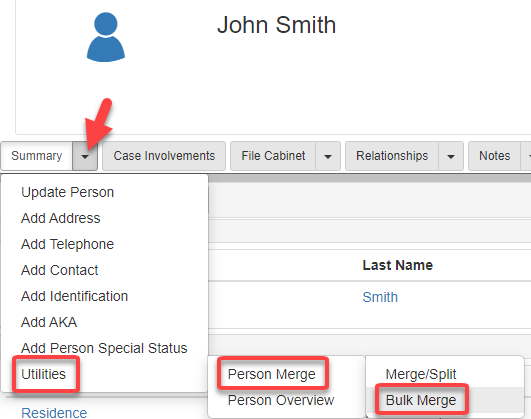 John Smith
Summary Case Involvements File Cabinet Relationships Notes
Update Person
Add Address
Add Telephone
Add Contact
Add Identification
Add AKA
Add Person Special Status
Utilities
Last Name
Smith
Person Merge
Person Overview
Merge/Split
Bulk Merge
Residence